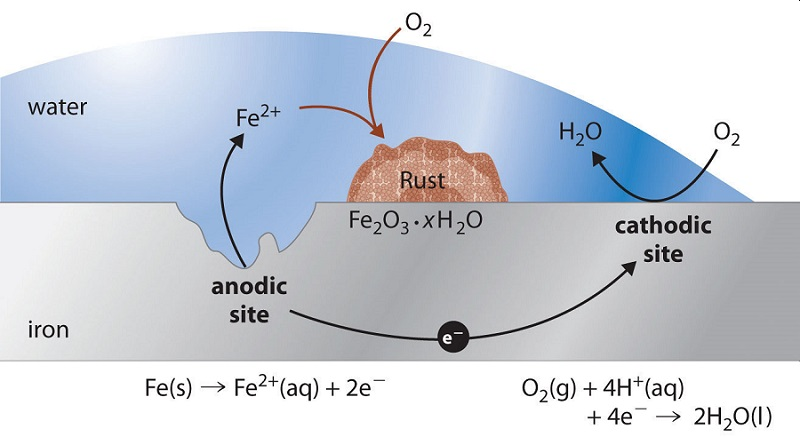 O₂
water
Fe²⁺
H₂O
O₂
Rust
Fe₂O₃·xH₂O
cathodic
site
anodic
site
iron
e⁻
Fe(s) → Fe²⁺(aq) + 2e⁻
O₂(g) + 4H⁺(aq)
+ 4e⁻ → 2H₂O(l)